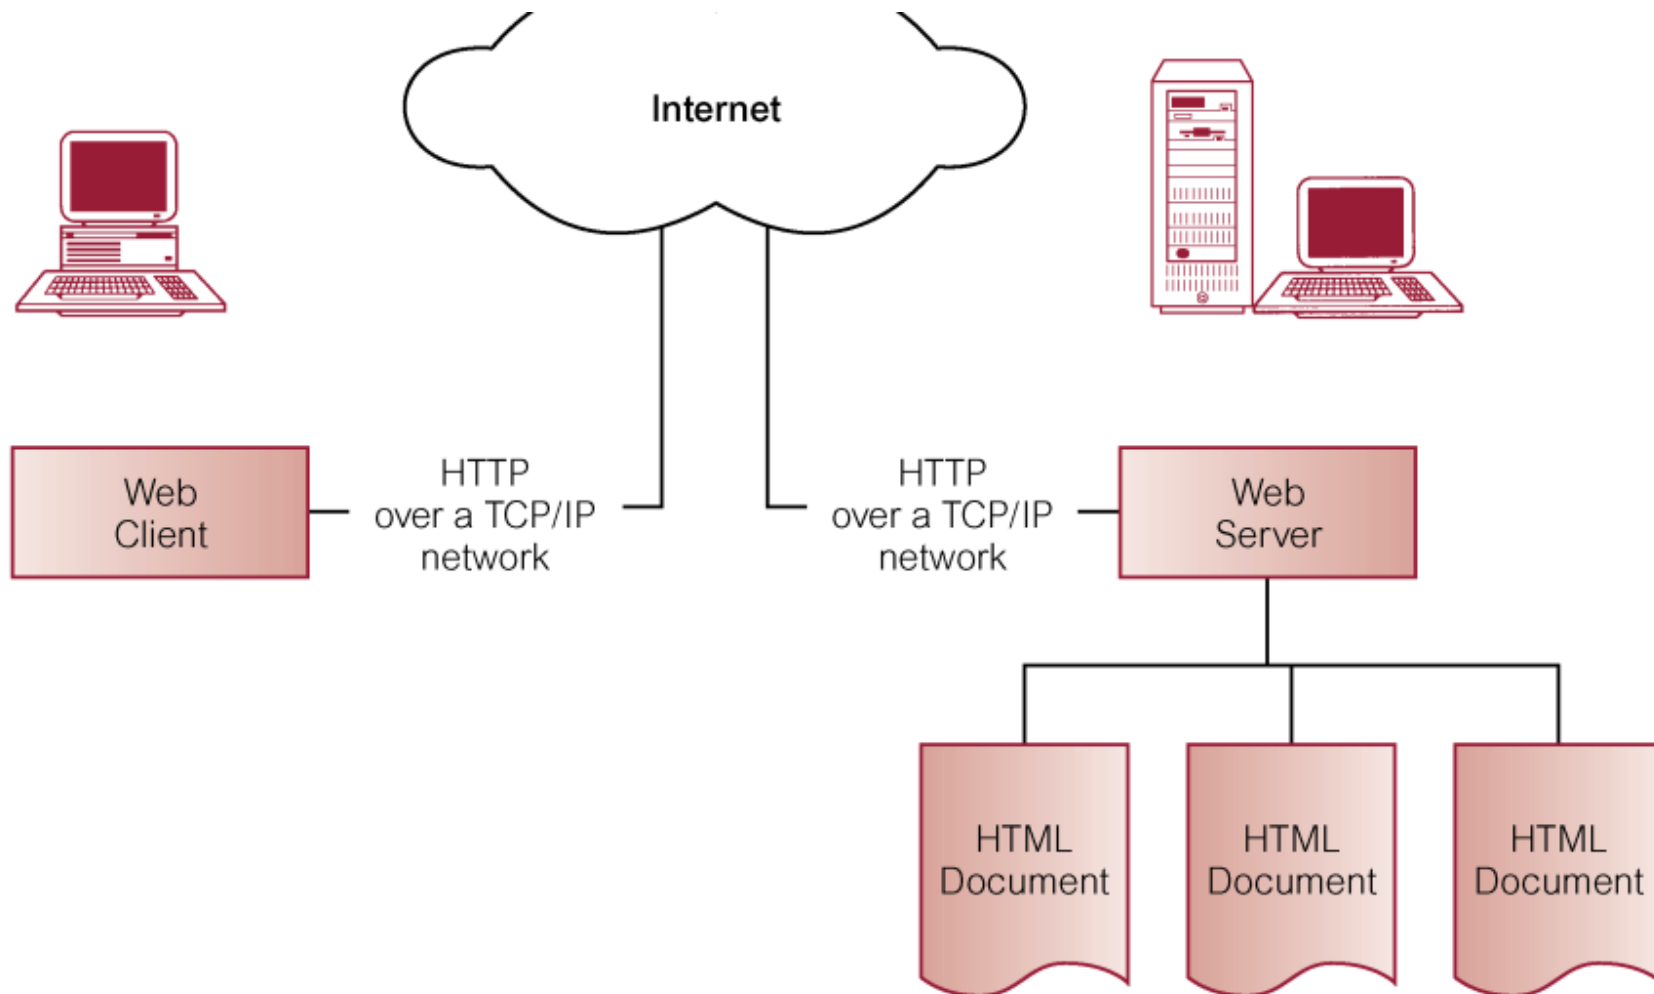 Internet
Web
Client
HTTP
over a TCP/IP
network
HTTP
over a TCP/IP
network
Web
Server
HTML
Document
HTML
Document
HTML
Document